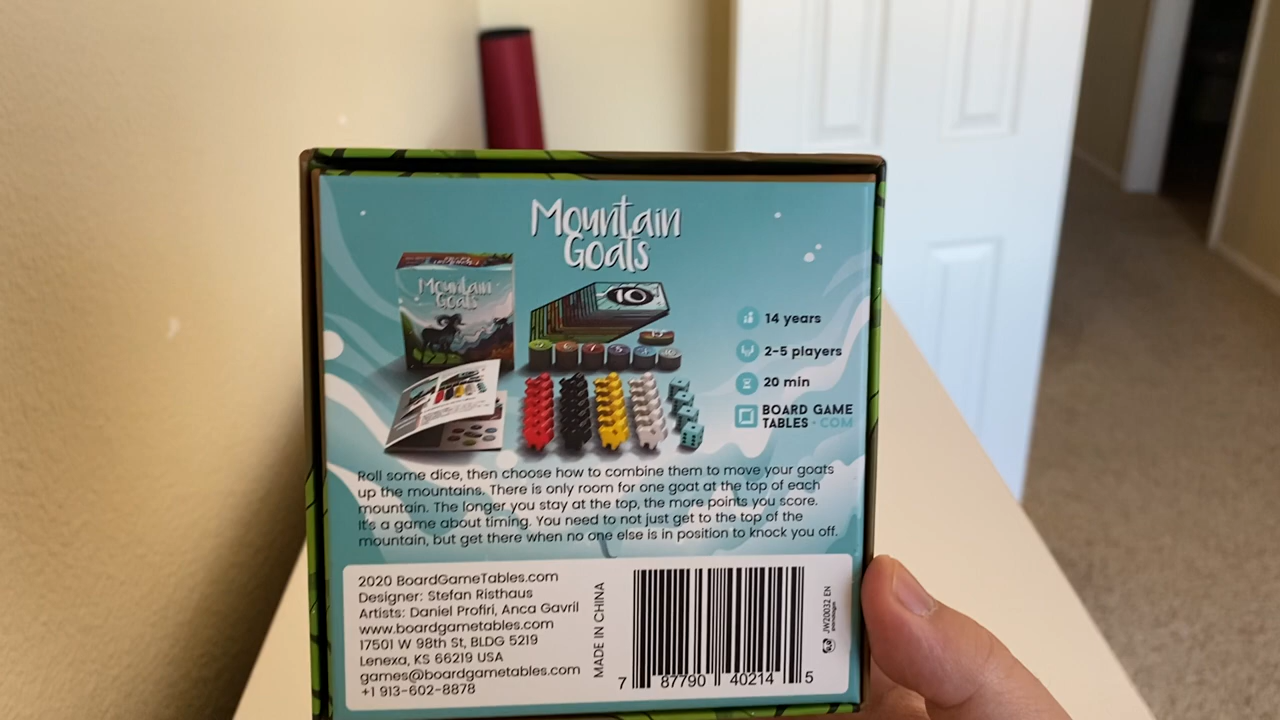 Mountain
Goats
Mountain
Goats
10
14 years
2-5 players
20 min
BOARD GAME
TABLES.COM
Roll some dice, then choose how to combine them to move your goats
up the mountains. There is only room for one goat at the top of each
mountain. The longer you stay at the top, the more points you score.
It's a game about timing. You need to not just get to the top of the
mountain, but get there when no one else is in position to knock you off.
2020 BoardGameTables.com
Designer: Stefan Risthaus
Artists: Daniel Profiri, Anca Gavril
www.boardgametables.com
17501 W 98th St, BLDG 5219
Lenexa, KS 66219 USA
games@boardgametables.com
+1 913-602-8878
MADE IN CHINA
7 87790 40214 5
JW20032 EN